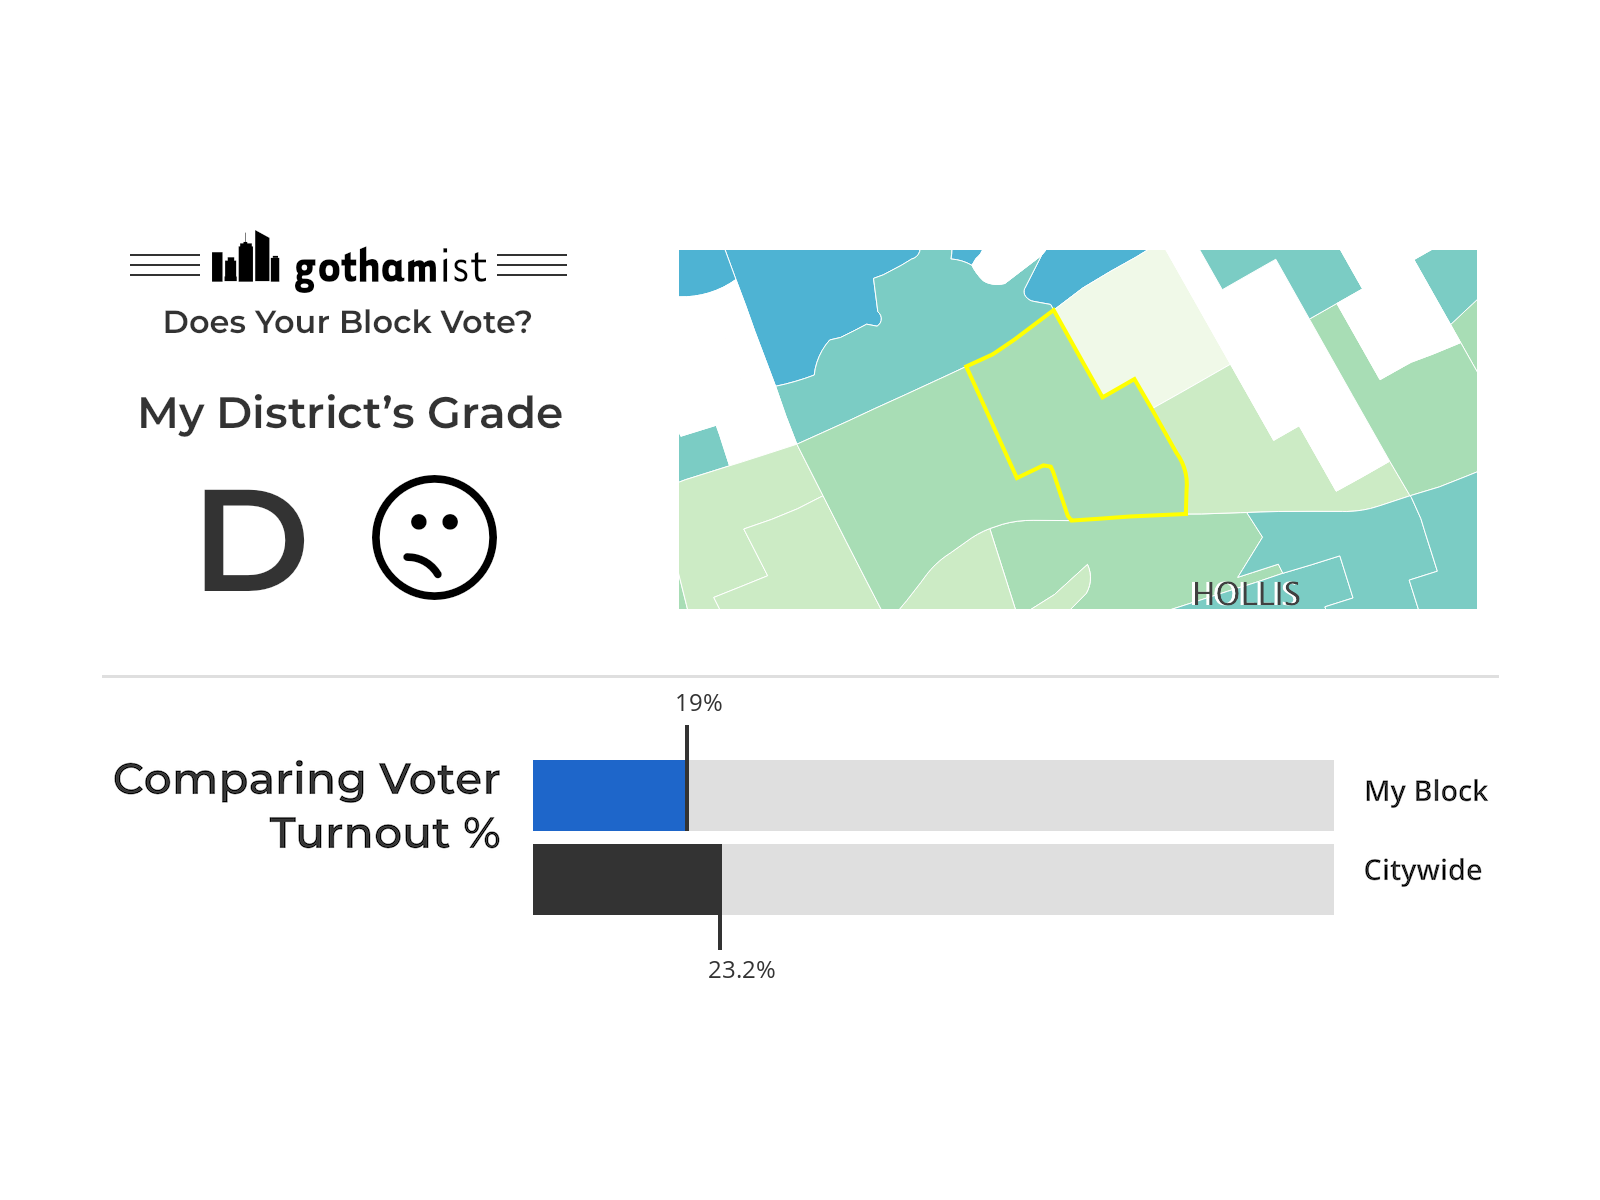 gothamist
Does Your Block Vote?
My District’s Grade
D
HOLLIS
19%
Comparing Voter
Turnout %
My Block
Citywide
23.2%